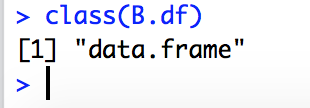 > class(B.df)
[1] "data.frame"
>